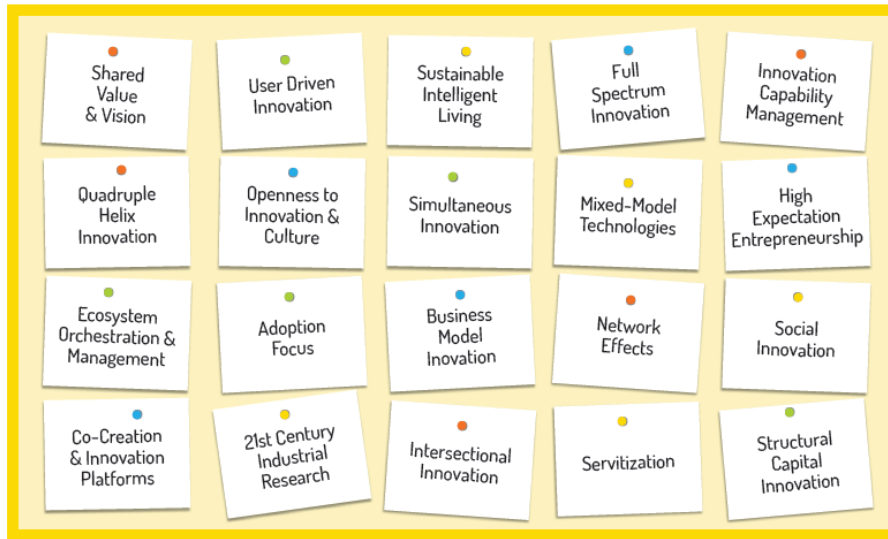 Shared
Value
& Vision
User Driven
Innovation
Sustainable
Intelligent
Living
Full
Spectrum
Innovation
Innovation
Capability
Management
Quadruple
Helix
Innovation
Openness to
Innovation &
Culture
Simultaneous
Innovation
Mixed-Model
Technologies
High
Expectation
Entrepreneurship
Ecosystem
Orchestration &
Management
Adoption
Focus
Business
Model
Inovation
Network
Effects
Social
Innovation
Co-Creation
& Innovation
Platforms
21st Century
Industrial
Research
Intersectional
Innovation
Servitization
Structural
Capital
Innovation